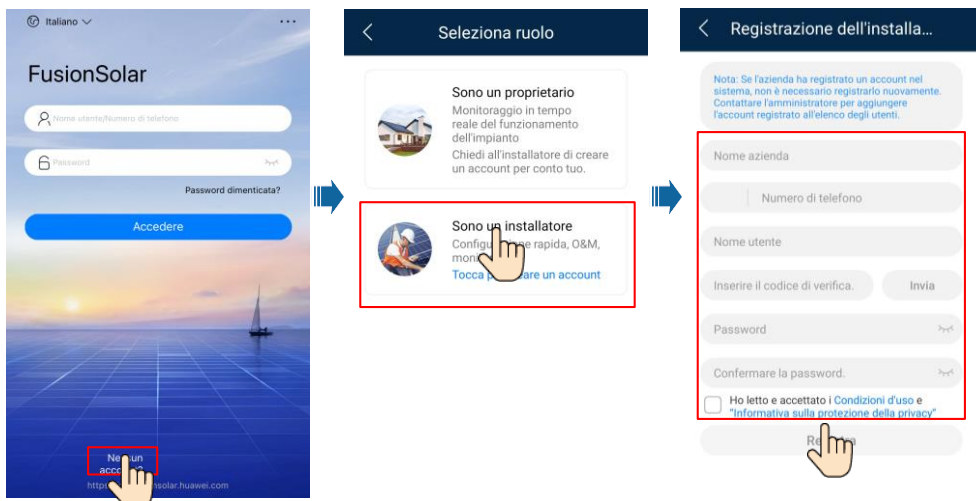 Italiano
FusionSolar
Nome utente/Numero di telefono
Password
Password dimenticata?
Accedere
Seleziona ruolo
Sono un proprietario
Monitoraggio in tempo
reale del funzionamento
dell'impianto
Chiedi all'installatore di creare
un account per conto tuo.
Sono un installatore
rapida, O&M,
Tocca un account
Registrazione dell'installa...
Nota: Se l'azienda ha registrato un account nel
sistema, non è necessario registrarlo nuovamente.
Contattare l'amministratore per aggiungere
l'account registrato all'elenco degli utenti.
Nome azienda
Numero di telefono
Nome utente
Inserire il codice di verifica.
Invia
Password
Confermare la password.
Ho letto e accettato i Condizioni d'uso e
"Informativa sulla protezione della privacy"